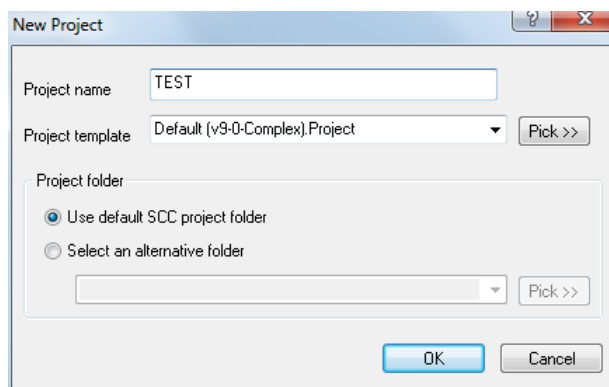 New Project
Project name TEST
Project template Default (v9-0-Complex).Project Pick >>
Project folder
Use default SCC project folder
Select an alternative folder
Pick >>
OK Cancel